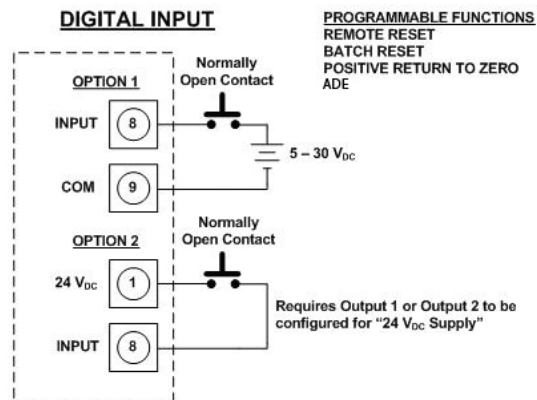 DIGITAL INPUT
PROGRAMMABLE FUNCTIONS
REMOTE RESET
BATCH RESET
POSITIVE RETURN TO ZERO
ADE
OPTION 1
Normally
Open Contact
INPUT 8
5 – 30 VDC
COM 9
OPTION 2
Normally
Open Contact
24 VDC 1
Requires Output 1 or Output 2 to be
configured for “24 VDC Supply”
INPUT 8